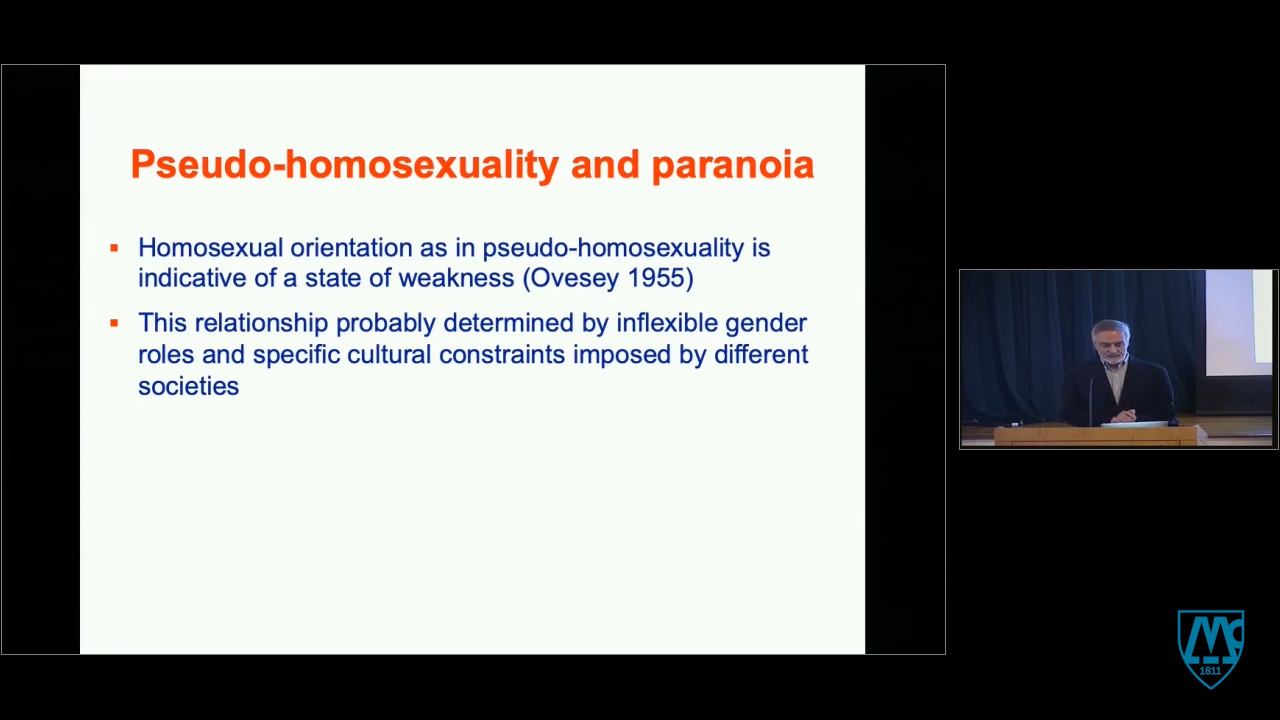 Pseudo-homosexuality and paranoia
▪ Homosexual orientation as in pseudo-homosexuality is
indicative of a state of weakness (Ovesey 1955)
▪ This relationship probably determined by inflexible gender
roles and specific cultural constraints imposed by different
societies
Mc
1811